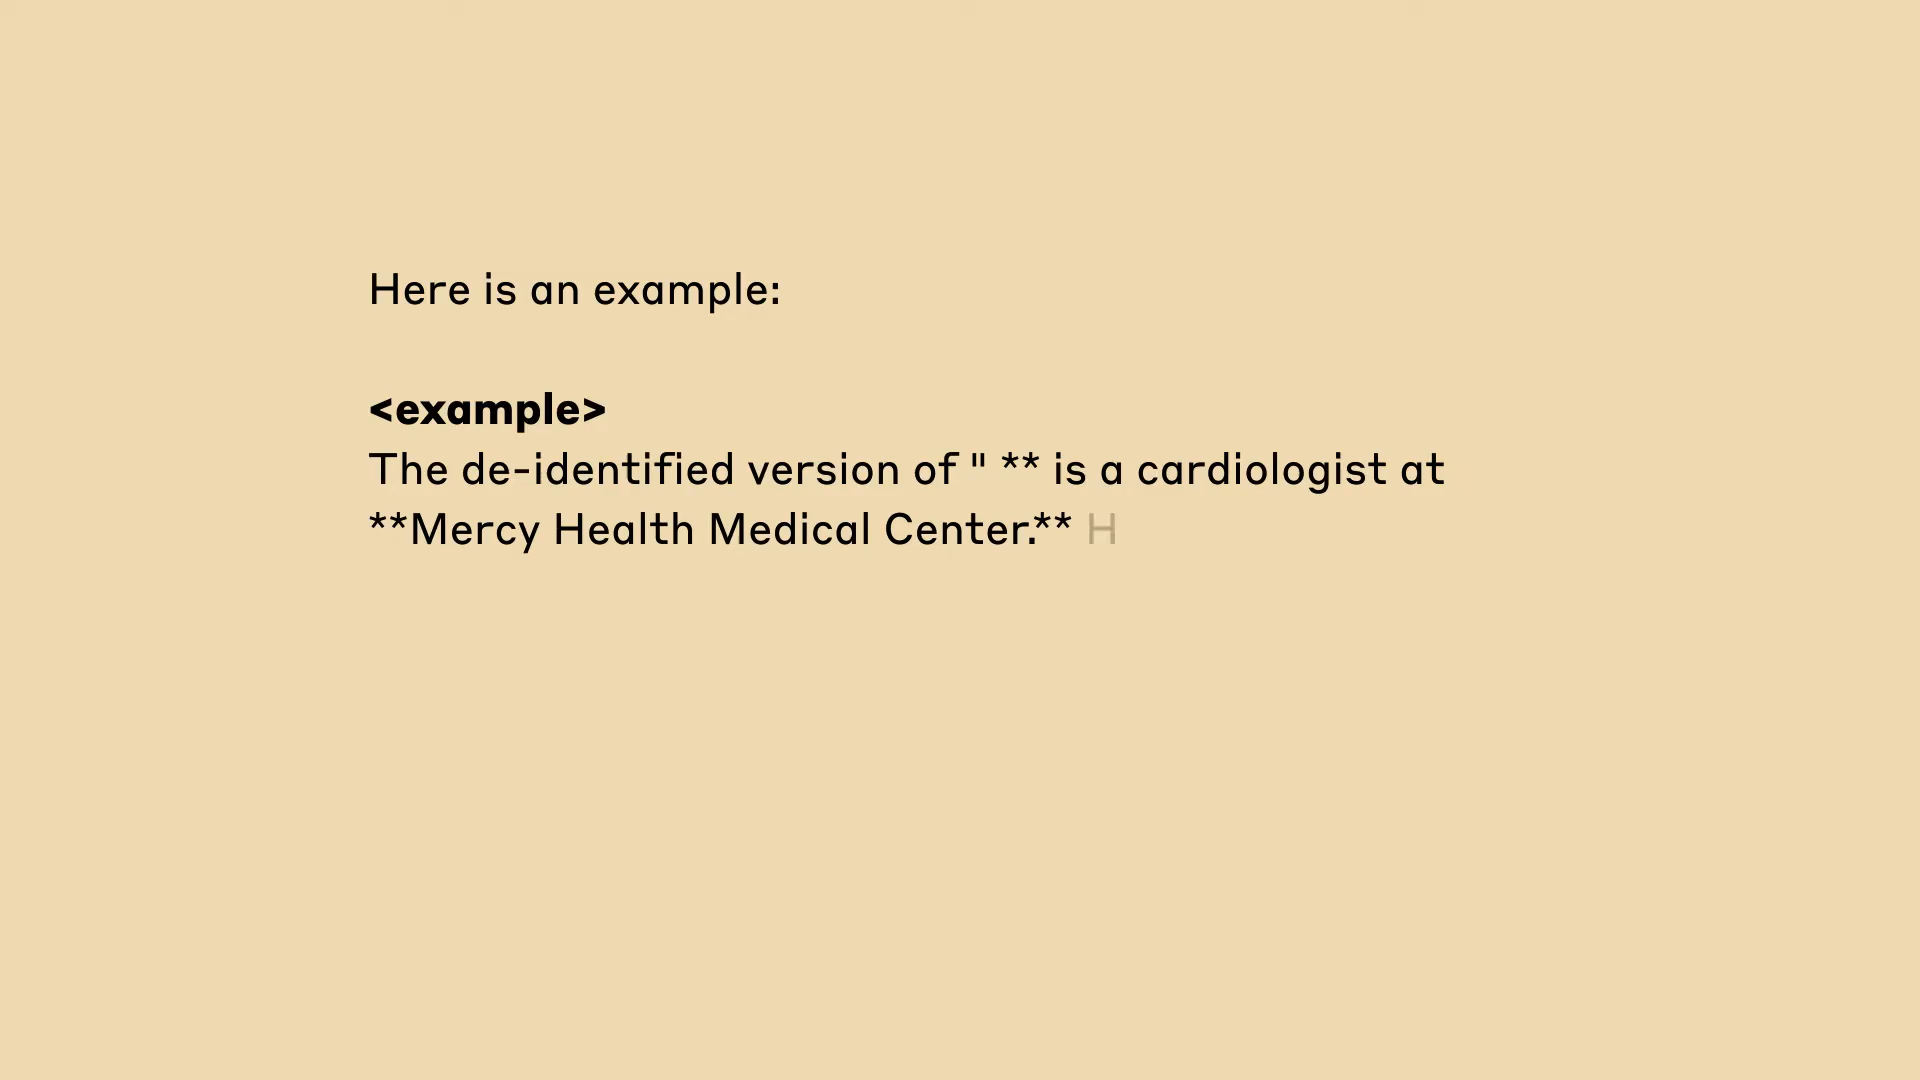 Here is an example:
<example>
The de-identified version of " ** is a cardiologist at
**Mercy Health Medical Center.** H